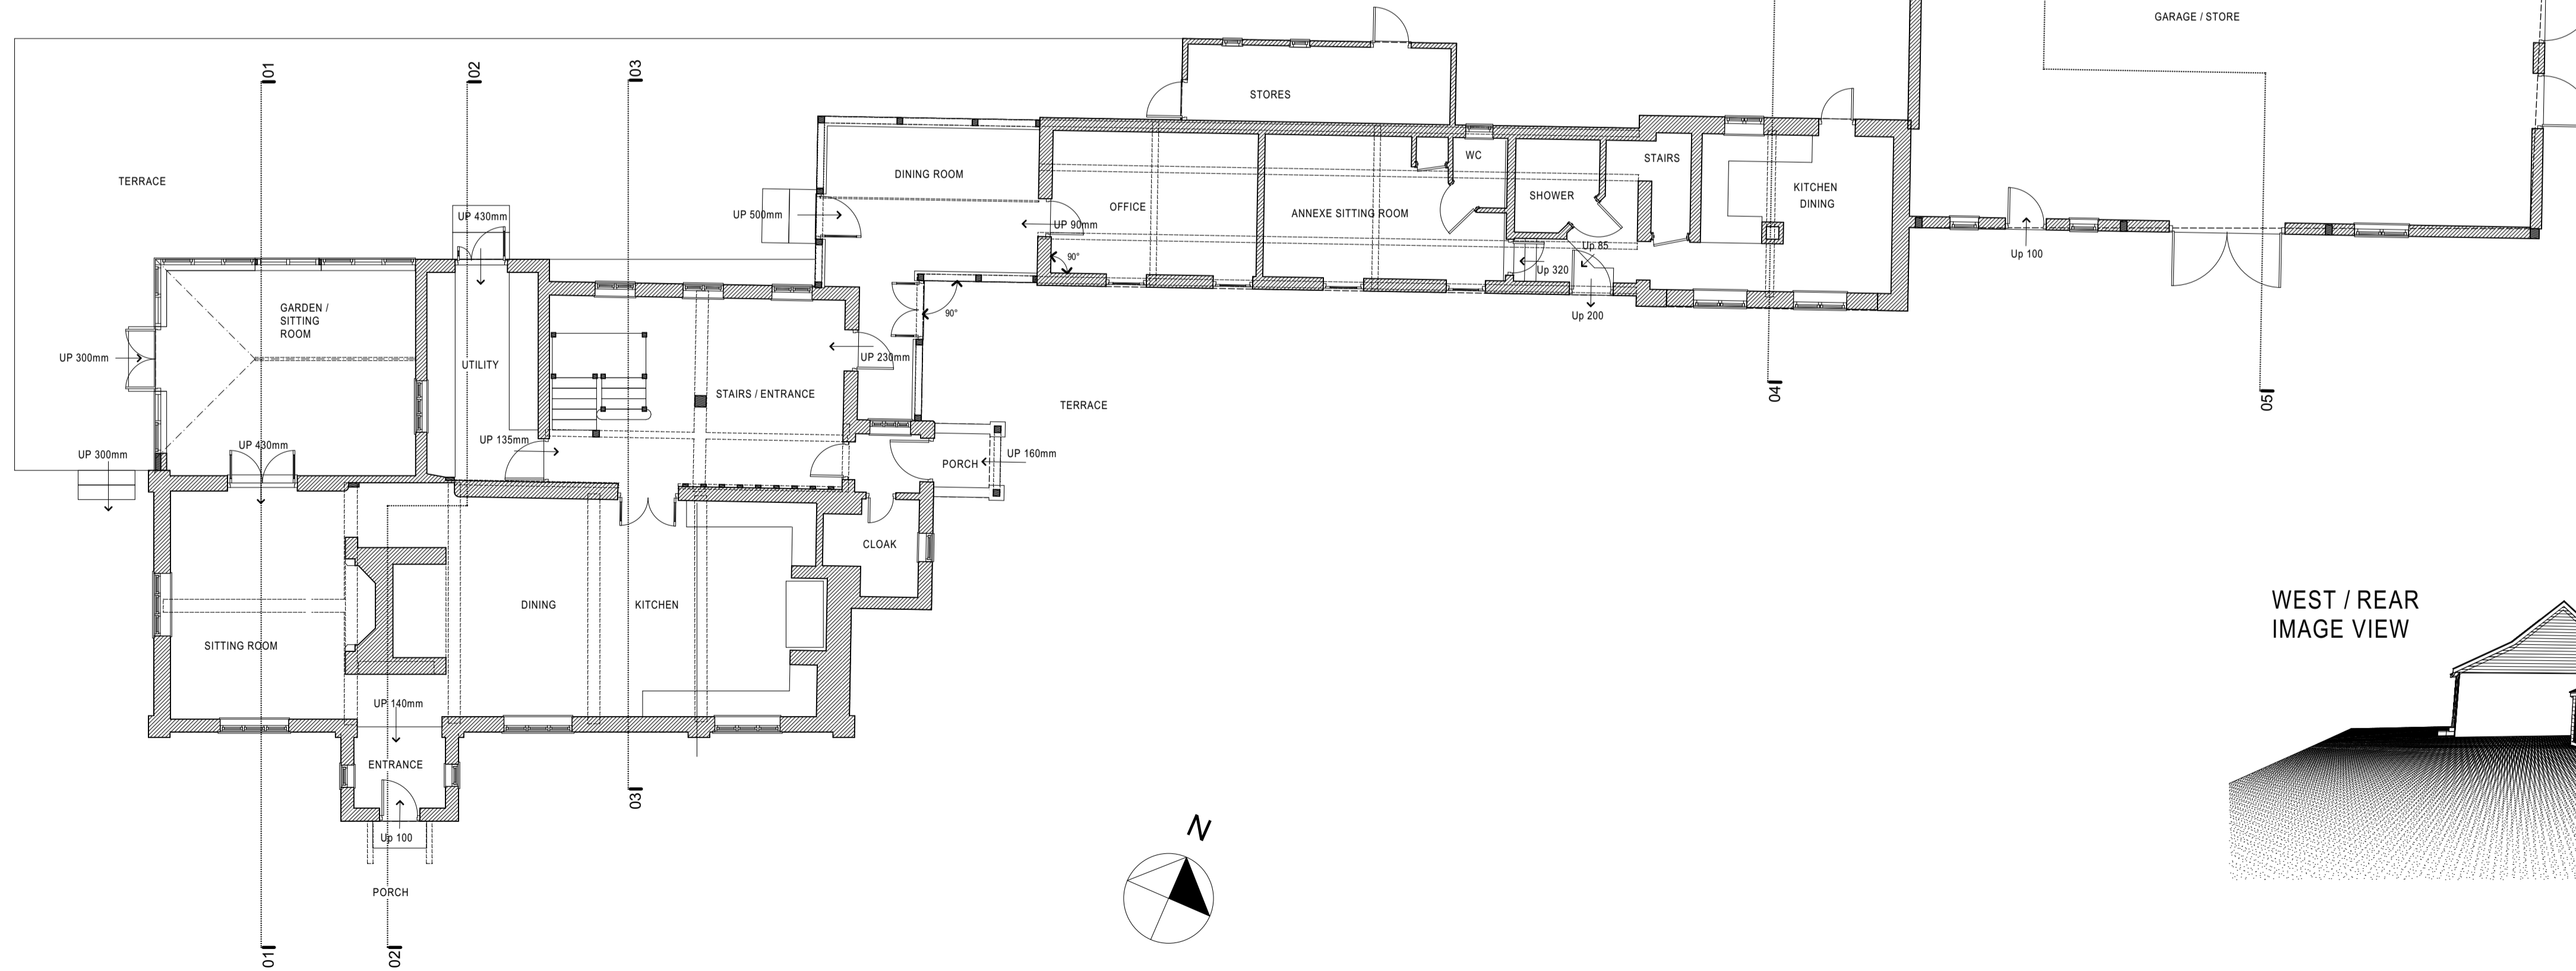 GARAGE / STORE
01
02
03
STORES
TERRACE
DINING ROOM
WC
STAIRS
SHOWER
KITCHEN
DINING
OFFICE
ANNEXE SITTING ROOM
UP 430mm
UP 500mm
UP 90mm
90°
Up 85
Up 320
Up 100
Up 200
GARDEN /
SITTING
ROOM
90°
UP 300mm
UTILITY
UP 230mm
STAIRS / ENTRANCE
TERRACE
04
05
UP 430mm
UP 135mm
UP 300mm
PORCH
UP 160mm
CLOAK
DINING
KITCHEN
SITTING ROOM
WEST / REAR
IMAGE VIEW
UP 140mm
ENTRANCE
03
Up 100
N
PORCH
01
02